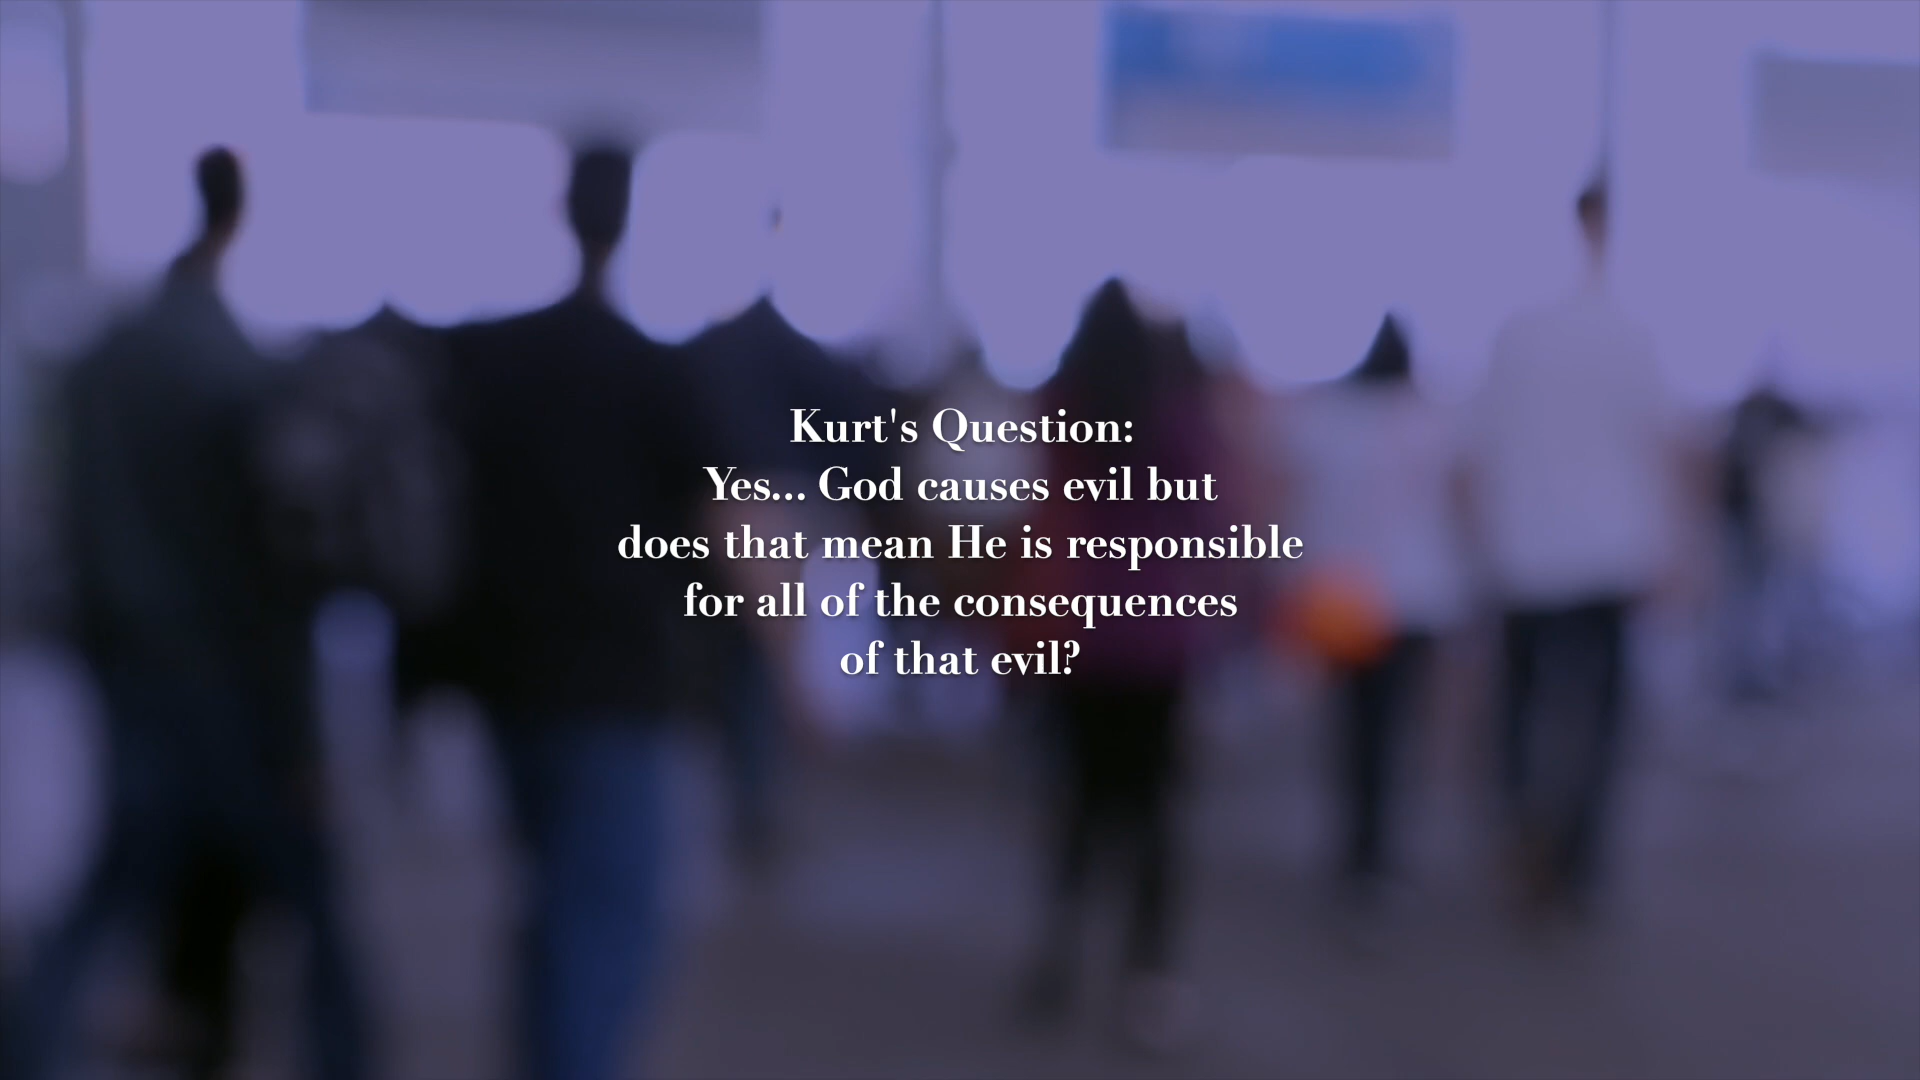 Kurt's Question:
Yes... God causes evil but
does that mean He is responsible
for all of the consequences
of that evil?